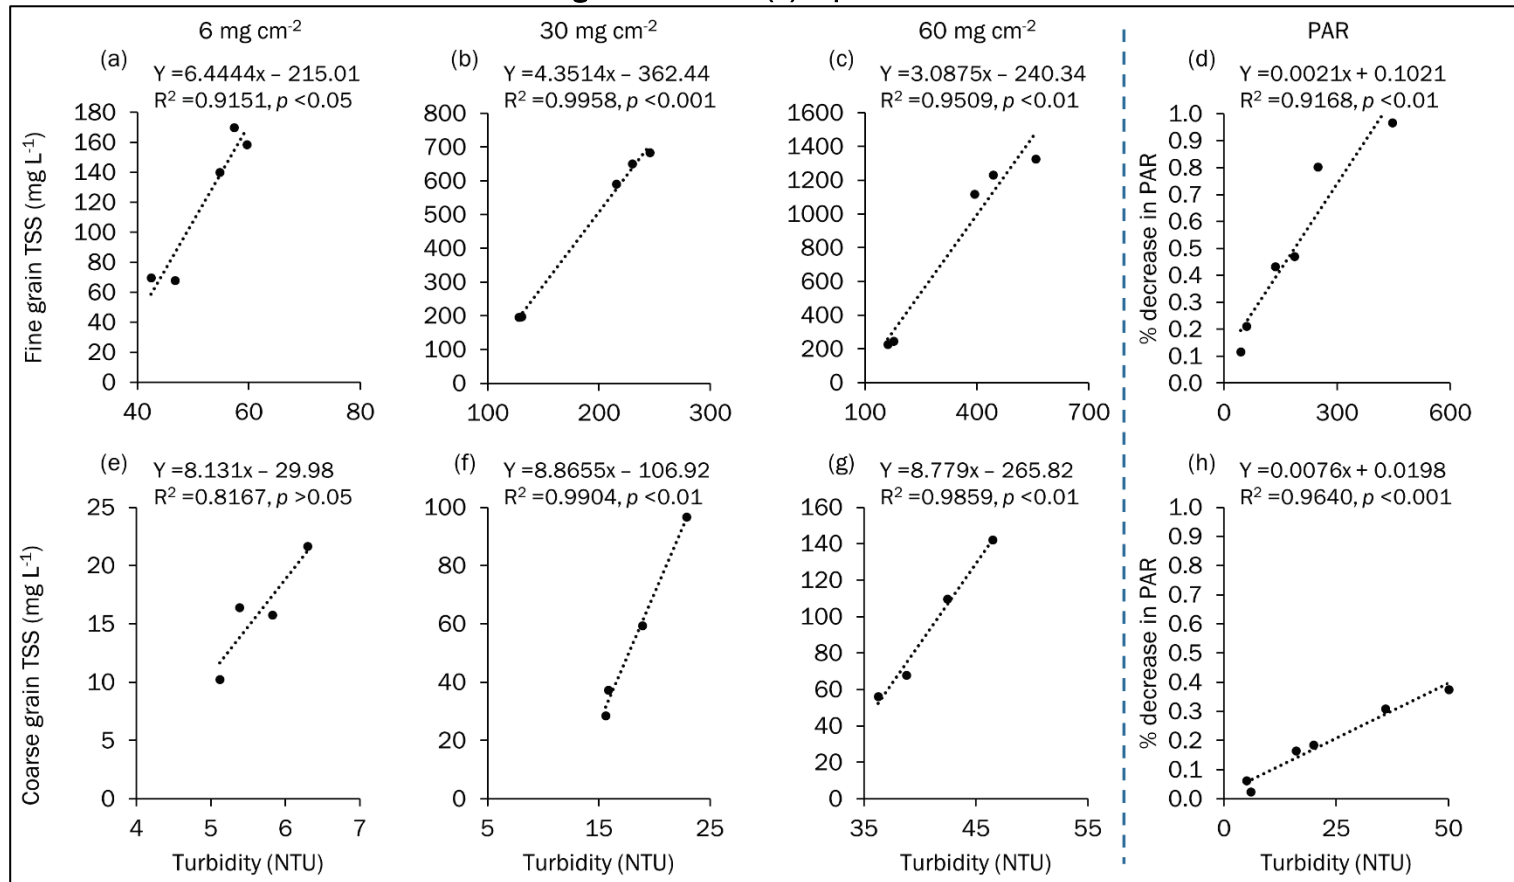 6 mg cm-2
30 mg cm-2
60 mg cm-2
PAR
(a)
Y =6.4444x – 215.01
R2 =0.9151, p <0.05
(b)
Y =4.3514x – 362.44
R2 =0.9958, p <0.001
(c)
Y =3.0875x – 240.34
R2 =0.9509, p <0.01
(d)
Y =0.0021x + 0.1021
R2 =0.9168, p <0.01
Fine grain TSS (mg L-1)
180
160
140
120
100
80
60
40
20
0
40
60
80
800
700
600
500
400
300
200
100
0
100
200
300
1600
1400
1200
1000
800
600
400
200
0
100
400
700
% decrease in PAR
1.0
0.9
0.8
0.7
0.6
0.5
0.4
0.3
0.2
0.1
0.0
0
300
600
(e)
Y =8.131x – 29.98
R2 =0.8167, p >0.05
(f)
Y =8.8655x – 106.92
R2 =0.9904, p <0.01
(g)
Y =8.779x – 265.82
R2 =0.9859, p <0.01
(h)
Y =0.0076x + 0.0198
R2 =0.9640, p <0.001
Coarse grain TSS (mg L-1)
25
20
15
10
5
0
4
5
6
7
Turbidity (NTU)
100
80
60
40
20
0
5
15
25
Turbidity (NTU)
160
140
120
100
80
60
40
20
0
35
45
55
Turbidity (NTU)
% decrease in PAR
1.0
0.9
0.8
0.7
0.6
0.5
0.4
0.3
0.2
0.1
0.0
0
25
50
Turbidity (NTU)